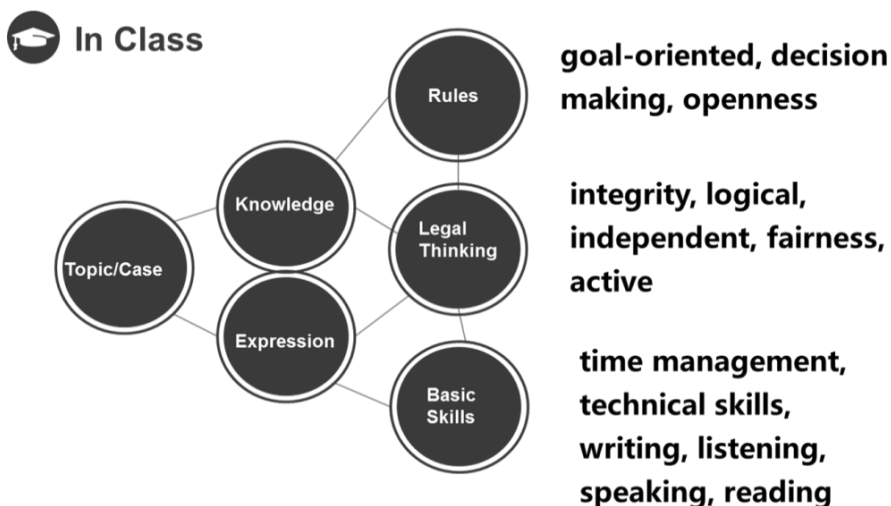 In Class
Rules
goal-oriented, decision
making, openness
Knowledge
Legal
Thinking
integrity, logical,
independent, fairness,
active
Topic/Case
Expression
Basic
Skills
time management,
technical skills,
writing, listening,
speaking, reading